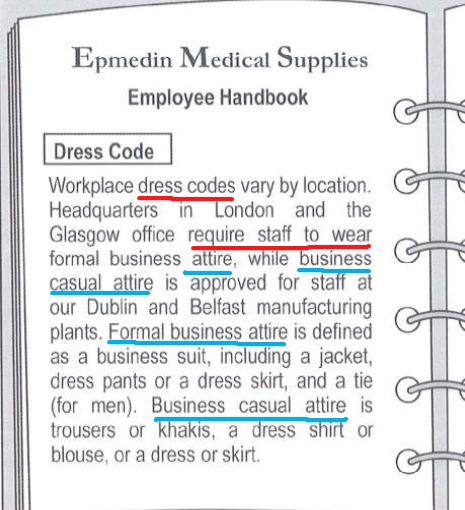 Epmedin Medical Supplies
Employee Handbook
Dress Code
Workplace dress codes vary by location.
Headquarters in London and the
Glasgow office require staff to wear
formal business attire, while business
casual attire is approved for staff at
our Dublin and Belfast manufacturing
plants. Formal business attire is defined
as a business suit, including a jacket,
dress pants or a dress skirt, and a tie
(for men). Business casual attire is
trousers or khakis, a dress shirt or
blouse, or a dress or skirt.